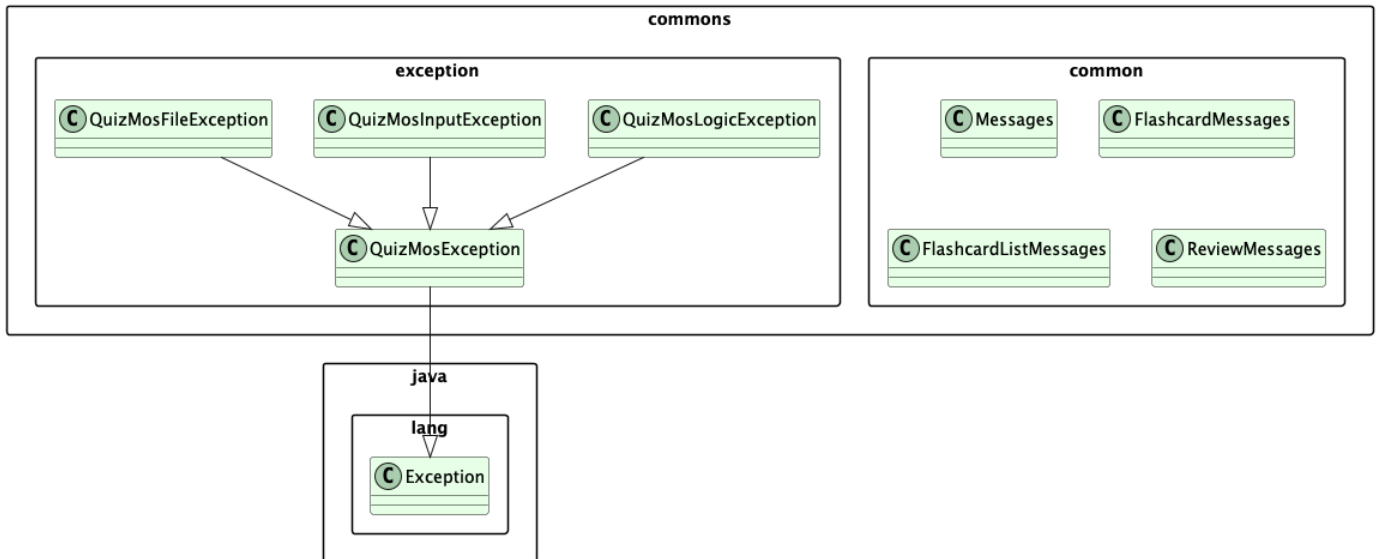 commons
exception
common
C QuizMosFileException
C QuizMosInputException
C QuizMosLogicException
C Messages
C FlashcardMessages
C QuizMosException
C FlashcardListMessages
C ReviewMessages
java
lang
C Exception